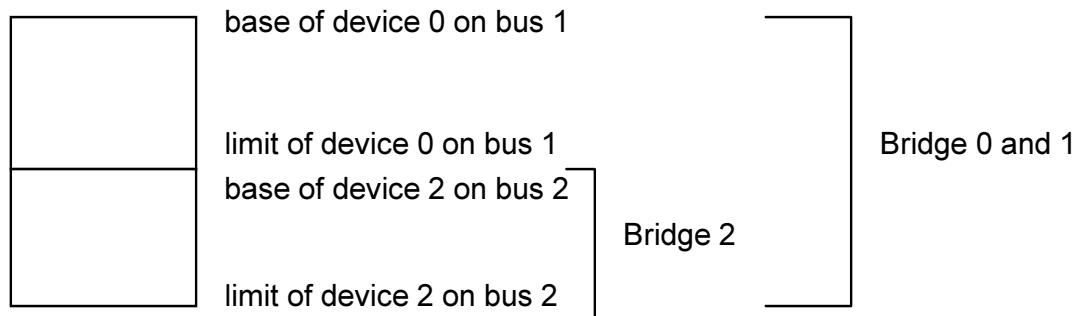 base of device 0 on bus 1
limit of device 0 on bus 1
Bridge 0 and 1
base of device 2 on bus 2
Bridge 2
limit of device 2 on bus 2